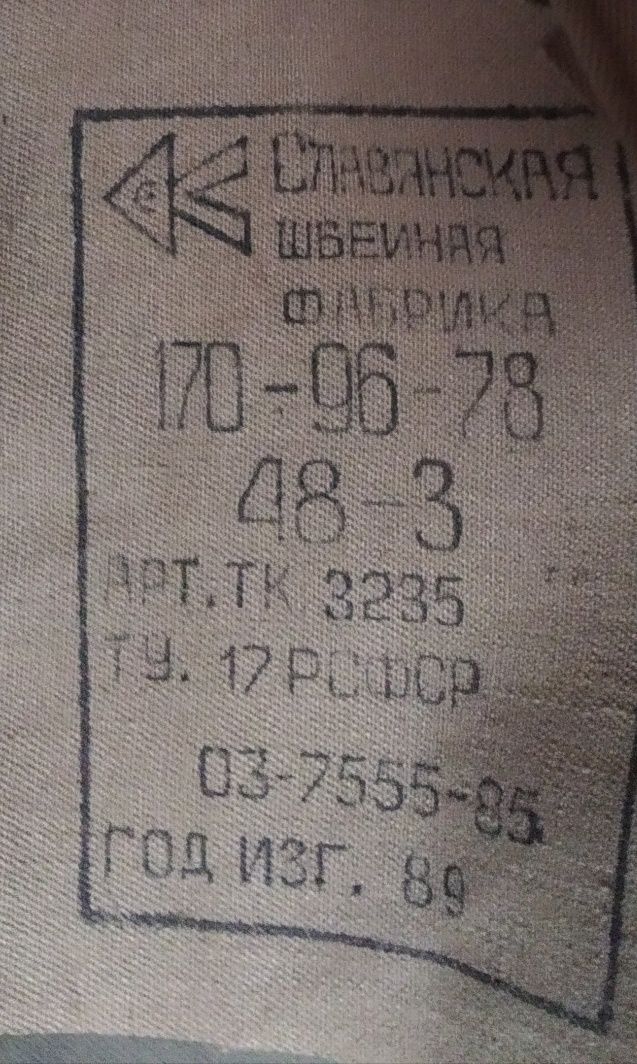 Славянская
швейная
фабрика
170-96-78
48-3
АРТ. ТК 3235
ТУ. 17 РСФСР
03-7555-85
ГОД ИЗГ. 89